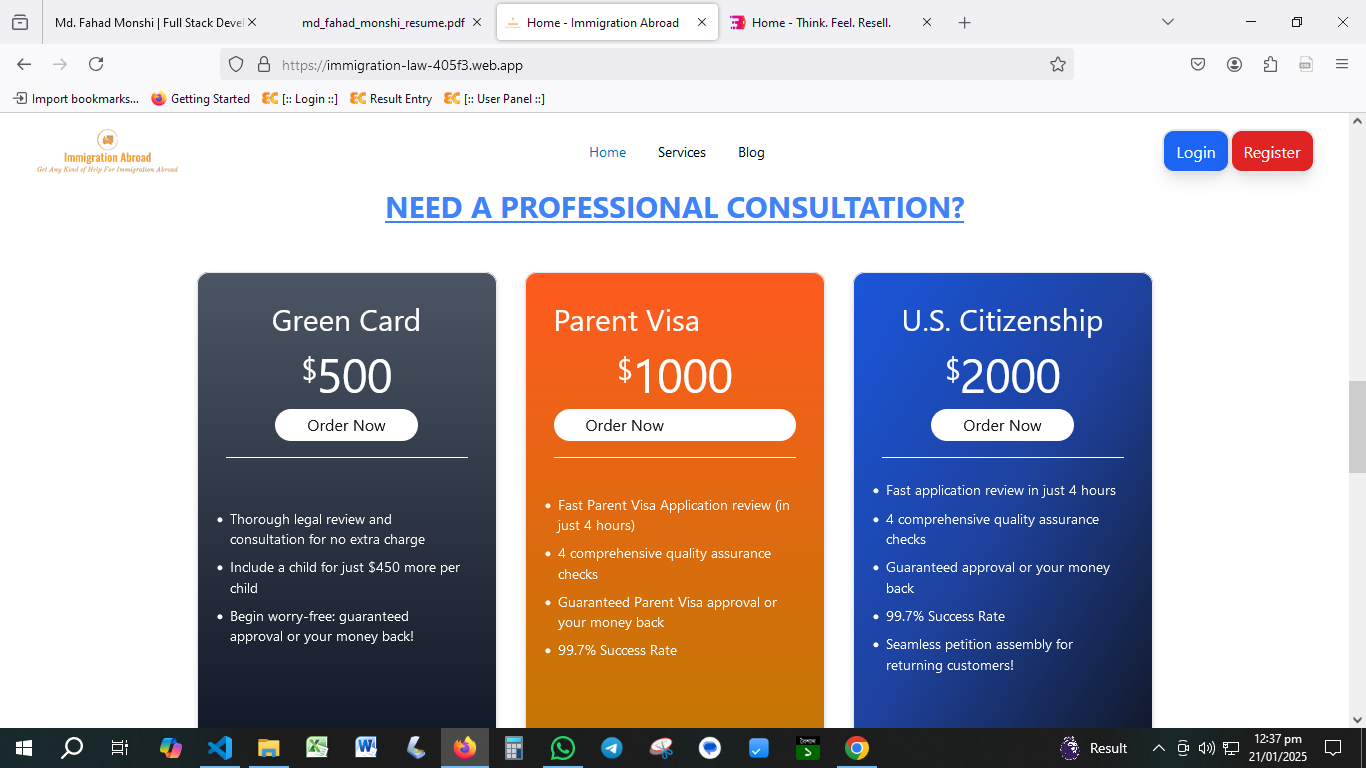 Md. Fahad Monshi | Full Stack Devel
md_fahad_monshi_resume.pdf
Home - Immigration Abroad
Home - Think. Feel. Resell.
https://immigration-law-405f3.web.app
Import bookmarks...
Getting Started
[:: Login ::]
Result Entry
[:: User Panel ::]
Immigration Abroad
Get Any Kind of Help For Immigration Abroad
Home
Services
Blog
Login
Register
NEED A PROFESSIONAL CONSULTATION?
Green Card
$500
Order Now
Thorough legal review and
consultation for no extra charge
Include a child for just $450 more per
child
Begin worry-free: guaranteed
approval or your money back!
Parent Visa
$1000
Order Now
Fast Parent Visa Application review (in
just 4 hours)
4 comprehensive quality assurance
checks
Guaranteed Parent Visa approval or
your money back
99.7% Success Rate
U.S. Citizenship
$2000
Order Now
Fast application review in just 4 hours
4 comprehensive quality assurance
checks
Guaranteed approval or your money
back
99.7% Success Rate
Seamless petition assembly for
returning customers!
Result
12:37 pm
21/01/2025